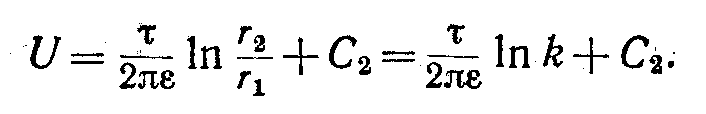 U = τ/2πε ln r₂/r₁ + C₂ = τ/2πε ln k + C₂.